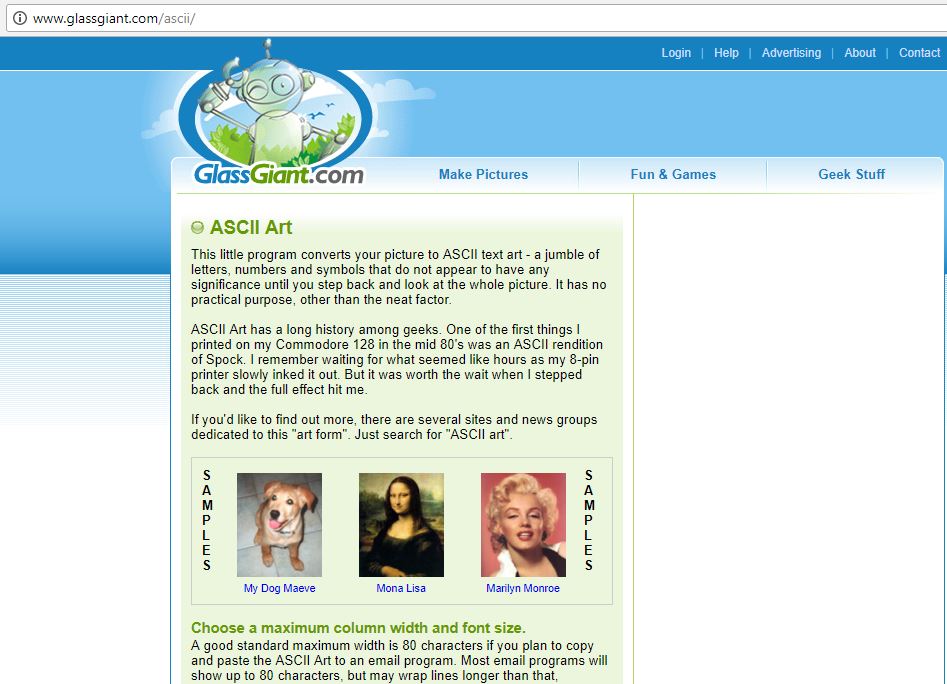 www.glassgiant.com/ascii/
Login | Help | Advertising | About | Contact
GlassGiant.com
Make Pictures
Fun & Games
Geek Stuff
ASCII Art
This little program converts your picture to ASCII text art - a jumble of
letters, numbers and symbols that do not appear to have any
significance until you step back and look at the whole picture. It has no
practical purpose, other than the neat factor.
ASCII Art has a long history among geeks. One of the first things I
printed on my Commodore 128 in the mid 80's was an ASCII rendition
of Spock. I remember waiting for what seemed like hours as my 8-pin
printer slowly inked it out. But it was worth the wait when I stepped
back and the full effect hit me.
If you'd like to find out more, there are several sites and news groups
dedicated to this "art form". Just search for "ASCII art".
SAMPLES
My Dog Maeve
Mona Lisa
Marilyn Monroe
SAMPLES
Choose a maximum column width and font size.
A good standard maximum width is 80 characters if you plan to copy
and paste the ASCII Art to an email program. Most email programs will
show up to 80 characters, but may wrap lines longer than that,